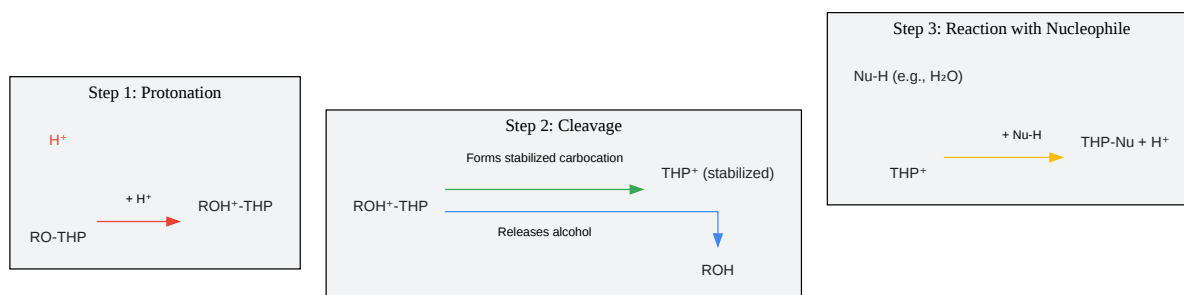 Step 1: Protonation
H⁺
+ H⁺
RO-THP
ROH⁺-THP
Step 2: Cleavage
Forms stabilized carbocation
ROH⁺-THP
THP⁺ (stabilized)
Releases alcohol
ROH
Step 3: Reaction with Nucleophile
Nu-H (e.g., H₂O)
+ Nu-H
THP⁺
THP-Nu + H⁺